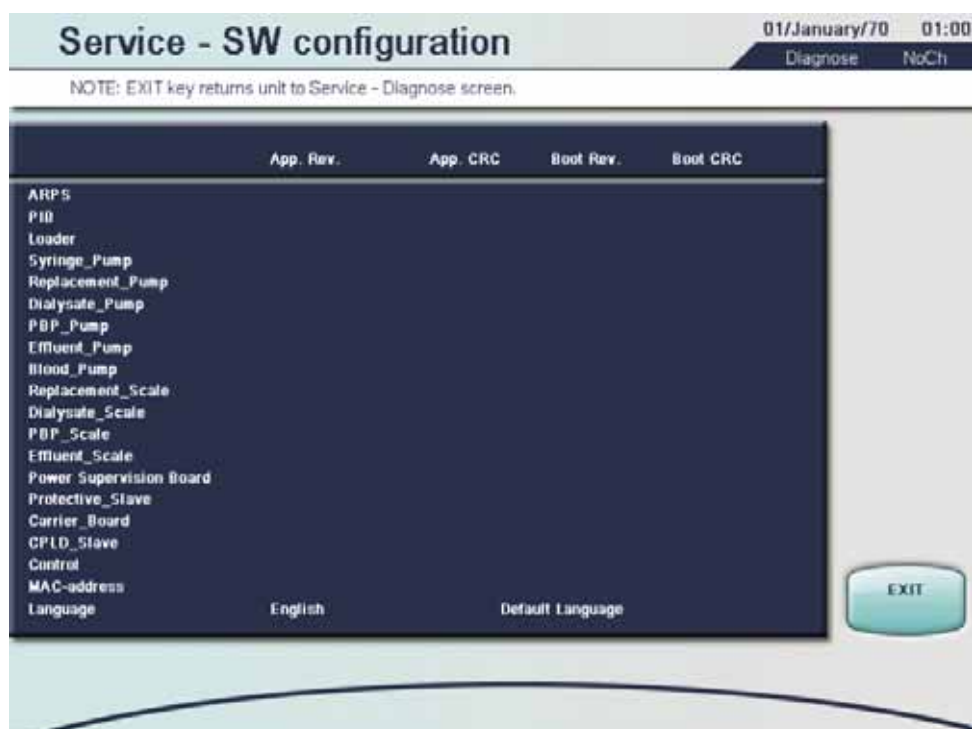 Service - SW configuration
01/January/70 01:00
Diagnose NoCh
NOTE: EXIT key returns unit to Service - Diagnose screen.
App. Rev. App. CRC Boot Rev. Boot CRC
ARPS
PIB
Loader
Syringe_Pump
Replacement_Pump
Dialysate_Pump
PBP_Pump
Effluent_Pump
Blood_Pump
Replacement_Scale
Dialysate_Scale
PBP_Scale
Effluent_Scale
Power Supervision Board
Protective_Slave
Carrier_Board
CPLD_Slave
Control
MAC-address
Language English Default Language
EXIT